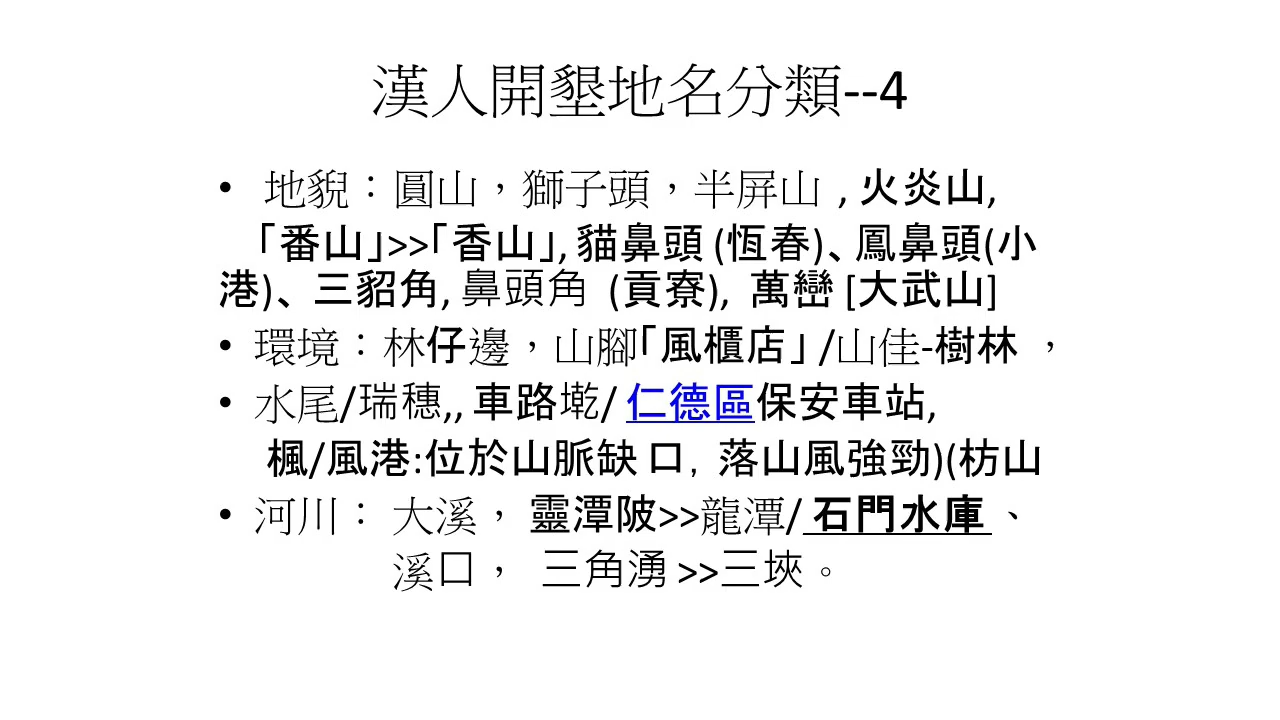 漢人開墾地名分類--4
• 地貌：圓山，獅子頭，半屏山 , 火炎山,
「番山」>>「香山」, 貓鼻頭 (恆春)、鳳鼻頭(小
港)、三貂角, 鼻頭角 (貢寮), 萬巒 [大武山]
• 環境：林仔邊，山腳「風櫃店」/山佳-樹林 ，
• 水尾/瑞穗,, 車路墘/ 仁德區保安車站,
楓/風港:位於山脈缺 口, 落山風強勁)(枋山
• 河川： 大溪， 靈潭陂>>龍潭/ 石門水庫 、
溪口， 三角湧 >>三埉。